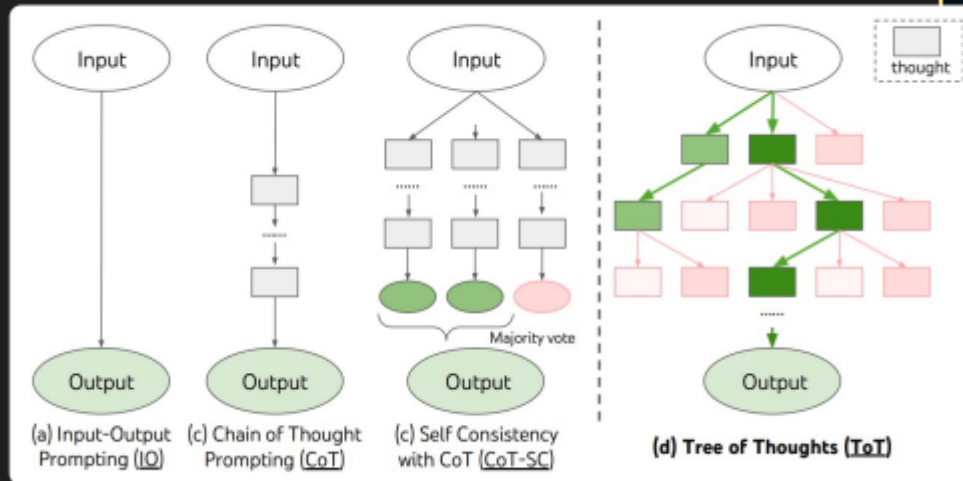 Input
Input
Input
Input
thought
......
......
......
......
......
Majority vote
Output
Output
Output
Output
(a) Input-Output
Prompting (IO)
(c) Chain of Thought
Prompting (CoT)
(c) Self Consistency
with CoT (CoT-SC)
(d) Tree of Thoughts (ToT)